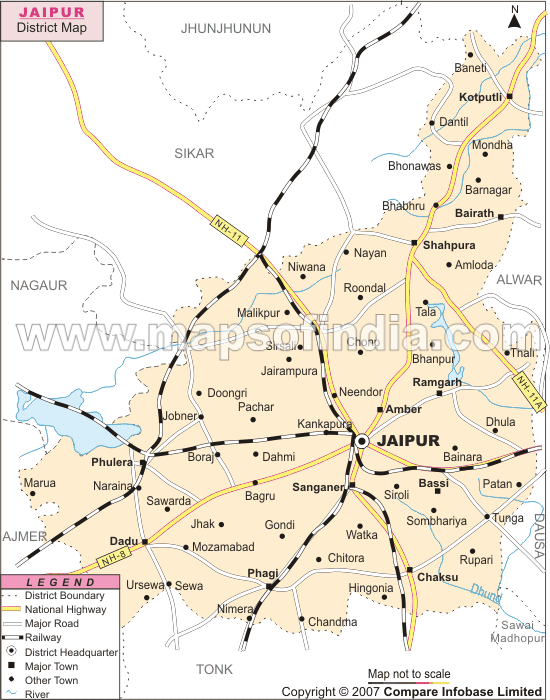 JAIPUR
District Map
N
JHUNJHUNUN
SIKAR
NAGAUR
ALWAR
AJMER
DAUSA
TONK
Sawai
Madhopur
Baneti
Kotputli
Dantil
Mondha
Bhonawas
Barnagar
Bhabhru
Bairath
NH-11
Shahpura
Nayan
Niwana
Amloda
Roondal
Malikpur
Tala
www.mapsofindia.com
Chonp
Bhanpur
Thali
Jairampura
Ramgarh
NH-11A
Doongri
Neendor
Pachar
Amber
Jobner
Kankapura
Dhula
JAIPUR
Phulera
Boraj
Dahmi
Bainara
Marua
Naraina
Bagru
Sanganer
Siroli
Bassi
Patan
Sawarda
Sombhariya
Tunga
Jhak
Gondi
Watka
Dadu
Mozamabad
NH-8
Chitora
Rupari
Phagi
Chaksu
Ursewa
Sewa
Hingonia
Dhund
Nimera
Chandma
LEGEND
District Boundary
National Highway
Major Road
Railway
District Headquarter
Major Town
Other Town
River
Map not to scale
Copyright © 2007 Compare Infobase Limited